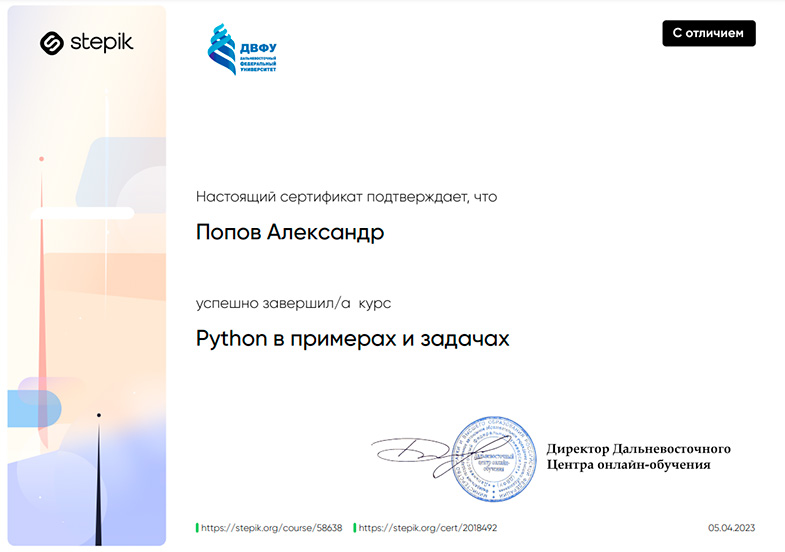 stepik
ДВФУ
ДАЛЬНЕВОСТОЧНЫЙ
ФЕДЕРАЛЬНЫЙ
УНИВЕРСИТЕТ
С отличием
Настоящий сертификат подтверждает, что
Попов Александр
успешно завершил/а курс
Python в примерах и задачах
Дальневосточный
центр онлайн-
обучения
Директор Дальневосточного
Центра онлайн-обучения
https://stepik.org/course/58638 https://stepik.org/cert/2018492
05.04.2023